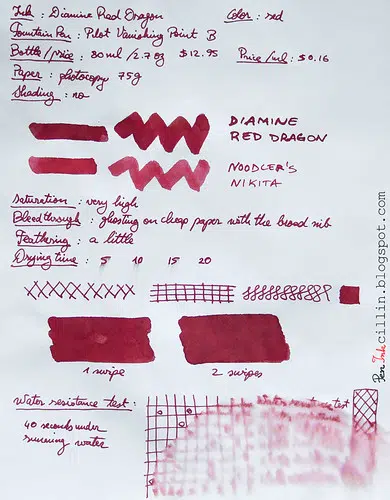 Ink : Diamine Red Dragon Color : red
Fountain Pen : Pilot Vanishing Point B
Bottle/price : 80ml/2.7 oz $12.95 Price/ml : $0.16
Paper : photocopy 75g
Shading : no
DIAMINE
RED DRAGON
NOODLER'S
NIKITA
Saturation : very high
Bleedthrough : ghosting on cheap paper with the broad nib
Feathering : a little
Drying time : 5 10 15 20
1 swipe 2 swipes
Water resistance test : Water resistance test
40 seconds under
running water
Pen Ink cillin.blogspot.com